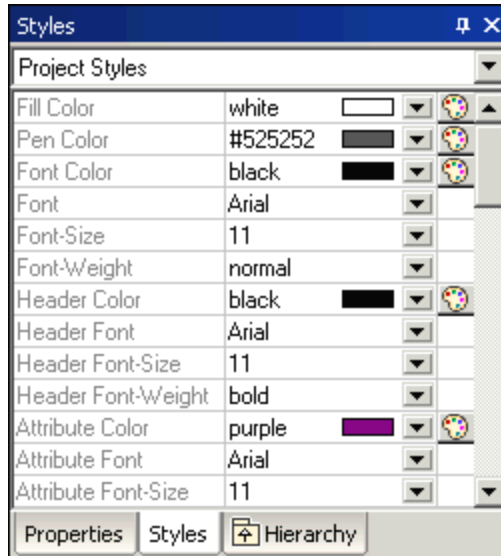 Styles
Project Styles
Fill Color white
Pen Color #525252
Font Color black
Font Arial
Font-Size 11
Font-Weight normal
Header Color black
Header Font Arial
Header Font-Size 11
Header Font-Weight bold
Attribute Color purple
Attribute Font Arial
Attribute Font-Size 11
Properties Styles Hierarchy